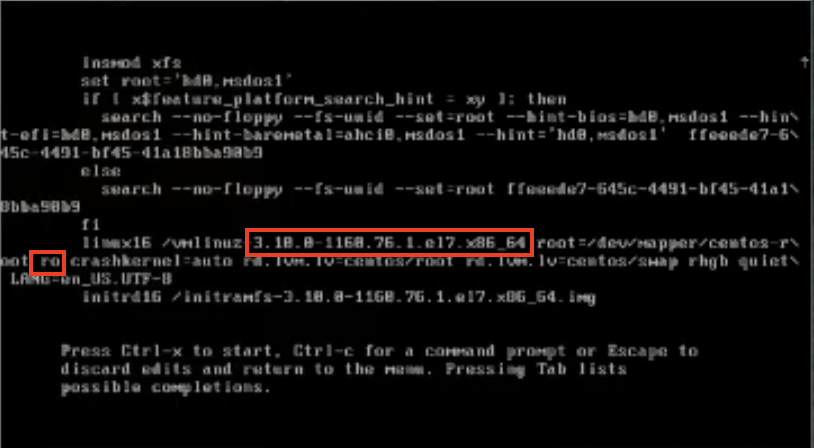 insmod xfs
set root='hd0,msdos1'
if [ x$feature_platform_search_hint = xy ]; then
search --no-floppy --fs-uuid --set=root --hint-bios=hd0,msdos1 --hin\
t-efi=hd0,msdos1 --hint-baremetal=ahci0,msdos1 --hint='hd0,msdos1' ffeeede7-6\
45c-4491-bf45-41a18bba90b9
else
search --no-floppy --fs-uuid --set=root ffeeede7-645c-4491-bf45-41a1\
8bba90b9
fi
linux16 /vmlinuz-3.10.0-1160.76.1.el7.x86_64 root=/dev/mapper/centos-r\
oot ro crashkernel=auto rd.lvm.lv=centos/root rd.lvm.lv=centos/swap rhgb quiet\
LANG=en_US.UTF-8
initrd16 /initramfs-3.10.0-1160.76.1.el7.x86_64.img
Press Ctrl-x to start, Ctrl-c for a command prompt or Escape to
discard edits and return to the menu. Pressing Tab lists
possible completions.